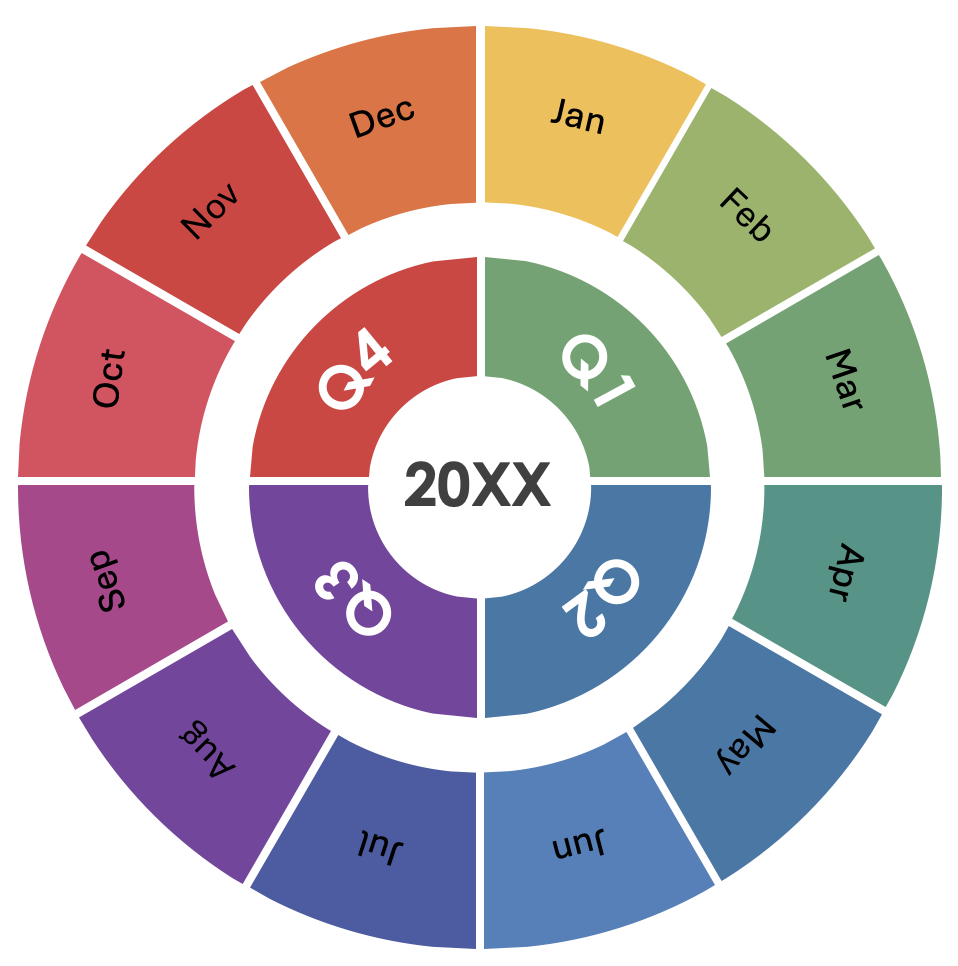 Jan
Feb
Mar
Apr
May
Jun
Jul
Aug
Sep
Oct
Nov
Dec
Q1
Q2
Q3
Q4
20XX